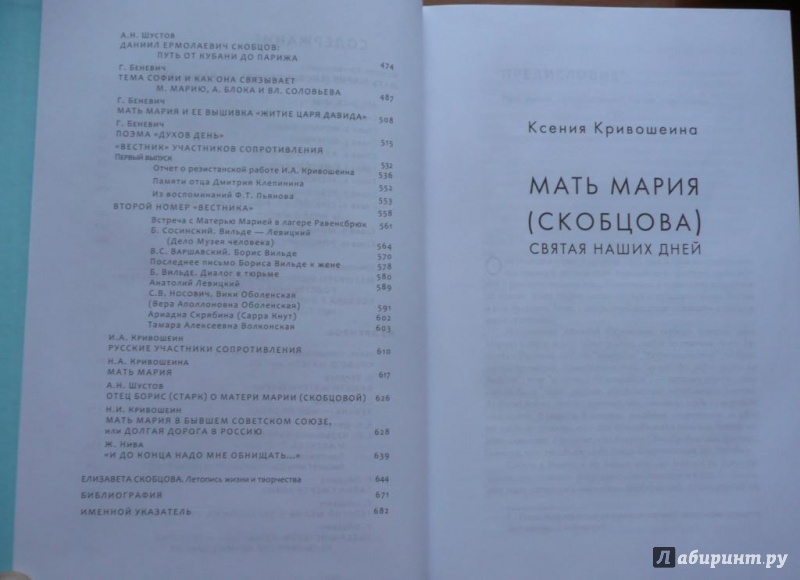 А.Н. Шустов
ДАНИИЛ ЕРМОЛАЕВИЧ СКОБЦОВ:
ПУТЬ ОТ КУБАНИ ДО ПАРИЖА 474
Г. Беневич
ТЕМА СОФИИ И КАК ОНА СВЯЗЫВАЕТ
М. МАРИЮ, А. БЛОКА И ВЛ. СОЛОВЬЕВА 487
Г. Беневич
МАТЬ МАРИЯ И ЕЕ ВЫШИВКА «ЖИТИЕ ЦАРЯ ДАВИДА» 508
Г. Беневич
ПОЭМА «ДУХОВ ДЕНЬ» 515
«ВЕСТНИК» УЧАСТНИКОВ СОПРОТИВЛЕНИЯ
Первый выпуск 532
Отчет о резистанской работе И.А. Кривошеина 536
Памяти отца Дмитрия Клепинина 552
Из воспоминаний Ф.Т. Пьянова 553
ВТОРОЙ НОМЕР «ВЕСТНИКА» 558
Встреча с Матерью Марией в лагере Равенсбрюк 561
Б. Сосинский. Вильде — Левицкий
(Дело Музея человека) 564
В.С. Варшавский. Борис Вильде 570
Последнее письмо Бориса Вильде к жене 578
Б. Вильде. Диалог в тюрьме 580
Анатолий Левицкий 589
С.В. Носович. Вики Оболенская
(Вера Аполлоновна Оболенская) 591
Ариадна Скрябина (Сарра Кнут) 602
Тамара Алексеевна Волконская 603
И.А. Кривошеин
РУССКИЕ УЧАСТНИКИ СОПРОТИВЛЕНИЯ 610
Н.А. Кривошеина
МАТЬ МАРИЯ 617
А.Н. Шустов
ОТЕЦ БОРИС (СТАРК) О МАТЕРИ МАРИИ (СКОБЦОВОЙ) 626
Н.И. Кривошеин
МАТЬ МАРИЯ В БЫВШЕМ СОВЕТСКОМ СОЮЗЕ,
или ДОЛГАЯ ДОРОГА В РОССИЮ 628
Ж. Нива
«И ДО КОНЦА НАДО МНЕ ОБНИЩАТЬ...» 639
ЕЛИЗАВЕТА СКОБЦОВА. Летопись жизни и творчества 644
БИБЛИОГРАФИЯ 671
ИМЕННОЙ УКАЗАТЕЛЬ 682
Ксения Кривошеина
МАТЬ МАРИЯ
(СКОБЦОВА)
СВЯТАЯ НАШИХ ДНЕЙ
Лабиринт.ру